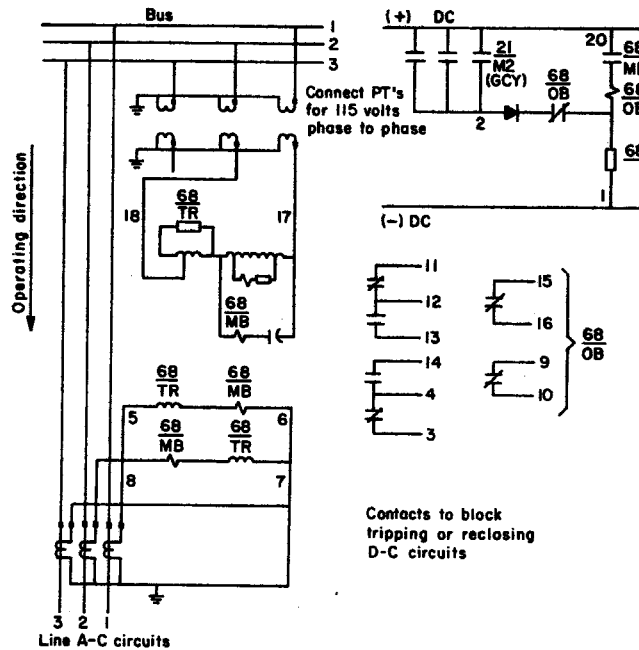 Bus
1
2
3
Connect PT's
for 115 volts
phase to phase
Operating direction
18
68
TR
17
68
MB
68
TR
68
MB
5
6
68
MB
68
TR
8
7
3 2 1
Line A-C circuits
(+) DC
21
M2
(GCY)
68
OB
2
20
68
OB
68
1
(-) DC
11
12
13
14
4
3
15
16
9
10
68
OB
Contacts to block
tripping or reclosing
D-C circuits